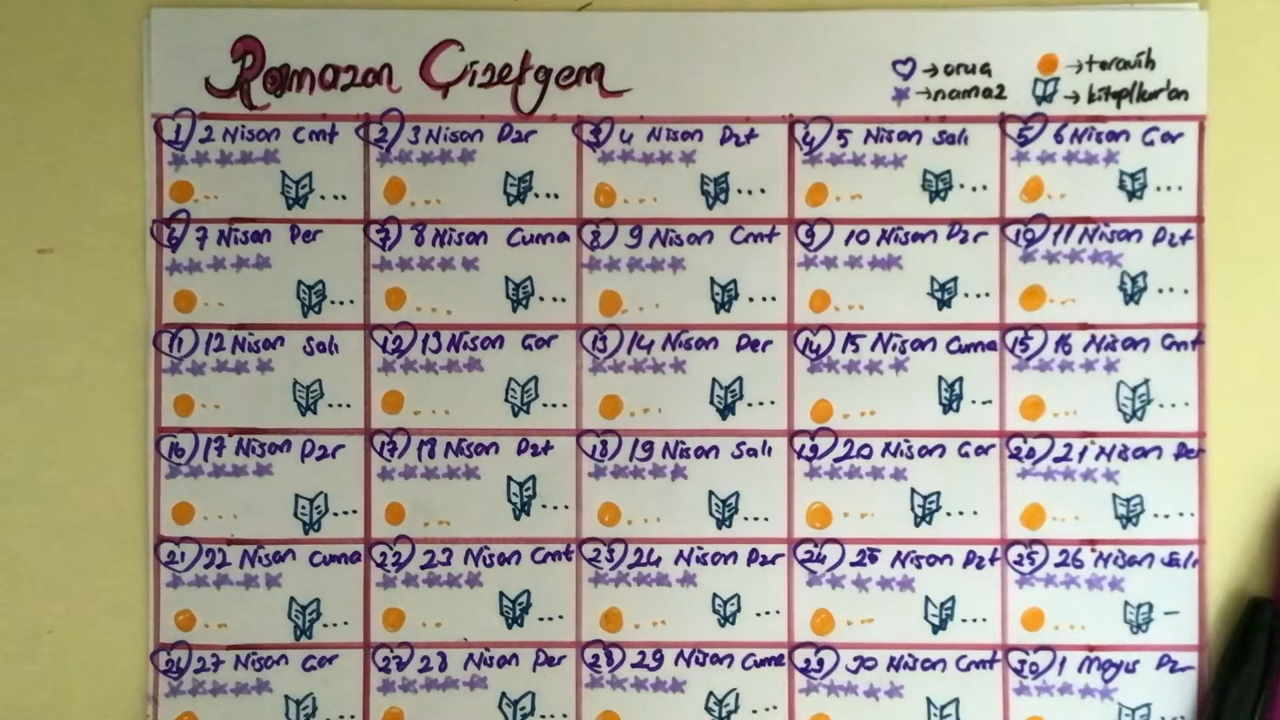 Ramazan Çizelgem
→oruç →teravih
→namaz →kitap/kur'an
1 2 Nisan Cmt 2 3 Nisan Pzr 3 4 Nisan Pzt 4 5 Nisan Salı 5 6 Nisan Çar
... ... ... ... ... ... ... ... ... ...
6 7 Nisan Per 7 8 Nisan Cuma 8 9 Nisan Cmt 9 10 Nisan Pzr 10 11 Nisan Pzt
.. ... ... ... ... ... ... ... ... ...
11 12 Nisan Salı 12 13 Nisan Çar 13 14 Nisan Per 14 15 Nisan Cuma 15 16 Nisan Cmt
.. ... ... ... ... ... ... ... ... ...
16 17 Nisan Pzr 17 18 Nisan Pzt 18 19 Nisan Salı 19 20 Nisan Çar 20 21 Nisan Per
... ... ... ... ... ... ... ... ... ....
21 22 Nisan Cuma 22 23 Nisan Cmt 23 24 Nisan Pzr 24 25 Nisan Pzt 25 26 Nisan Salı
.. ... .. ... ... ... ... ... ... –
26 27 Nisan Çar 27 28 Nisan Per 28 29 Nisan Cuma 29 30 Nisan Cmt 30 1 Mayıs Pzr